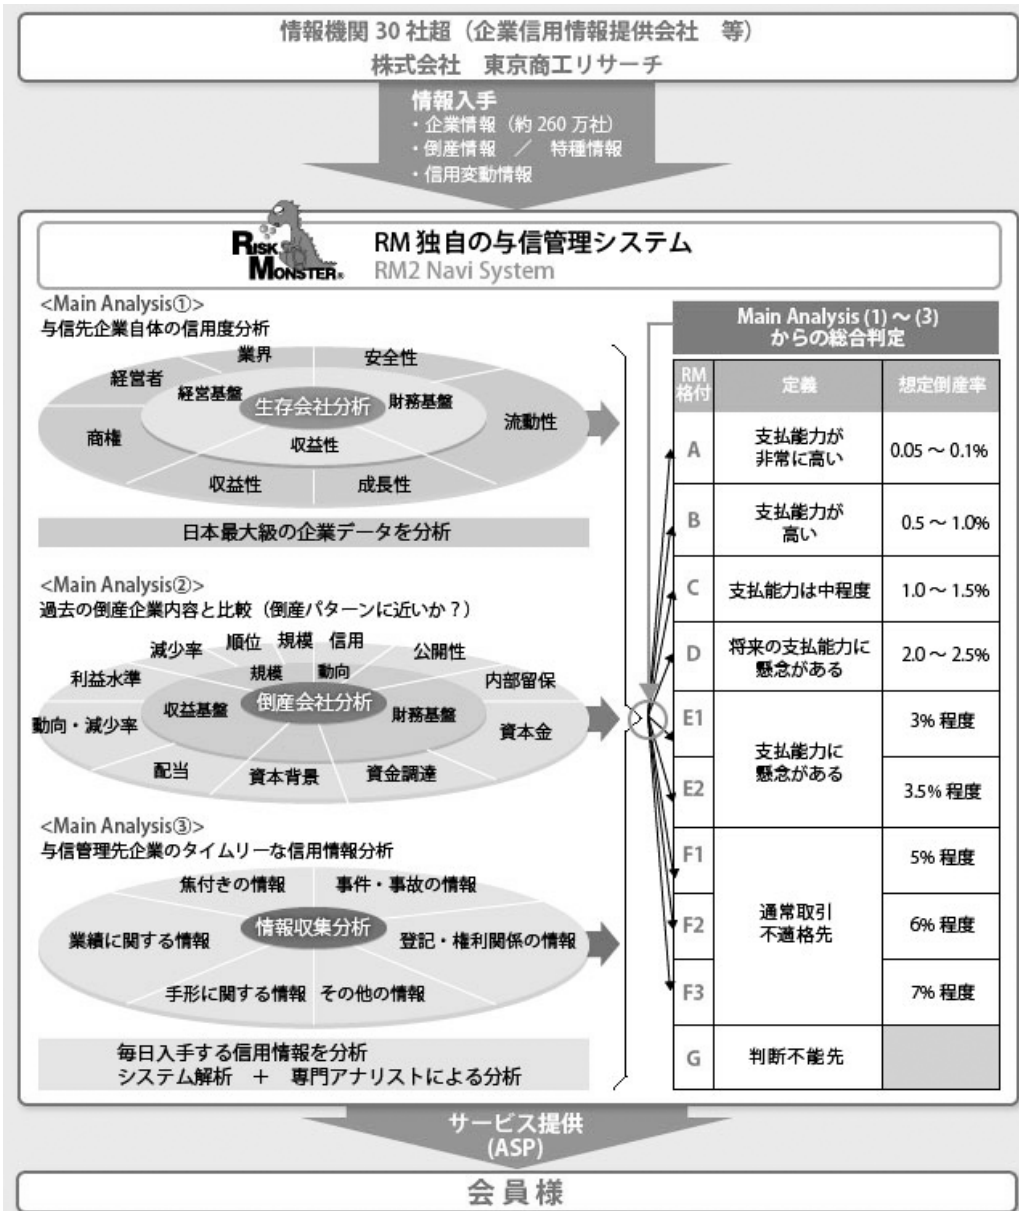 情報機関 30 社超（企業信用情報提供会社　等）
株式会社　東京商工リサーチ
情報入手
・企業情報（約 260 万社）
・倒産情報　／　特種情報
・信用変動情報
RISK MONSTER®
RM 独自の与信管理システム
RM2 Navi System
<Main Analysis①>
与信先企業自体の信用度分析
業界
安全性
経営者
経営基盤
生存会社分析
財務基盤
商権
流動性
収益性
収益性
成長性
日本最大級の企業データを分析
<Main Analysis②>
過去の倒産企業内容と比較（倒産パターンに近いか？）
減少率
順位
規模
信用
公開性
利益水準
規模
動向
内部留保
収益基盤
倒産会社分析
財務基盤
動向・減少率
資本金
配当
資本背景
資金調達
<Main Analysis③>
与信管理先企業のタイムリーな信用情報分析
焦付きの情報
事件・事故の情報
情報収集分析
業績に関する情報
登記・権利関係の情報
手形に関する情報
その他の情報
毎日入手する信用情報を分析
システム解析　＋　専門アナリストによる分析
Main Analysis (1) ～ (3)
からの総合判定
RM格付　定義　想定倒産率
A　支払能力が非常に高い　0.05 ～ 0.1%
B　支払能力が高い　0.5 ～ 1.0%
C　支払能力は中程度　1.0 ～ 1.5%
D　将来の支払能力に懸念がある　2.0 ～ 2.5%
E1　3% 程度
支払能力に懸念がある
E2　3.5% 程度
F1　5% 程度
F2　通常取引不適格先　6% 程度
F3　7% 程度
G　判断不能先
サービス提供
(ASP)
会員様